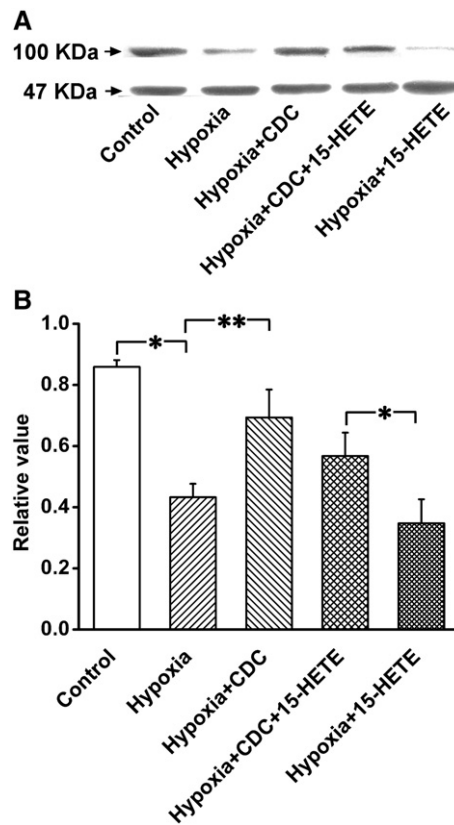 A
100 KDa
47 KDa
Control
Hypoxia
Hypoxia+CDC
Hypoxia+CDC+15-HETE
Hypoxia+15-HETE
B
Relative value
1.0
0.8
0.6
0.4
0.2
0.0
*
**
*
Control
Hypoxia
Hypoxia+CDC
Hypoxia+CDC+15-HETE
Hypoxia+15-HETE